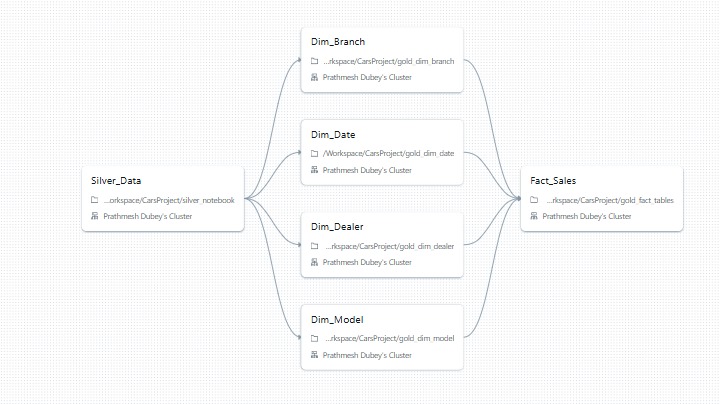 Dim_Branch
...rkspace/CarsProject/gold_dim_branch
Prathmesh Dubey's Cluster
Dim_Date
/Workspace/CarsProject/gold_dim_date
Prathmesh Dubey's Cluster
Silver_Data
...orkspace/CarsProject/silver_notebook
Prathmesh Dubey's Cluster
Fact_Sales
...rkspace/CarsProject/gold_fact_tables
Prathmesh Dubey's Cluster
Dim_Dealer
...rkspace/CarsProject/gold_dim_dealer
Prathmesh Dubey's Cluster
Dim_Model
...rkspace/CarsProject/gold_dim_model
Prathmesh Dubey's Cluster